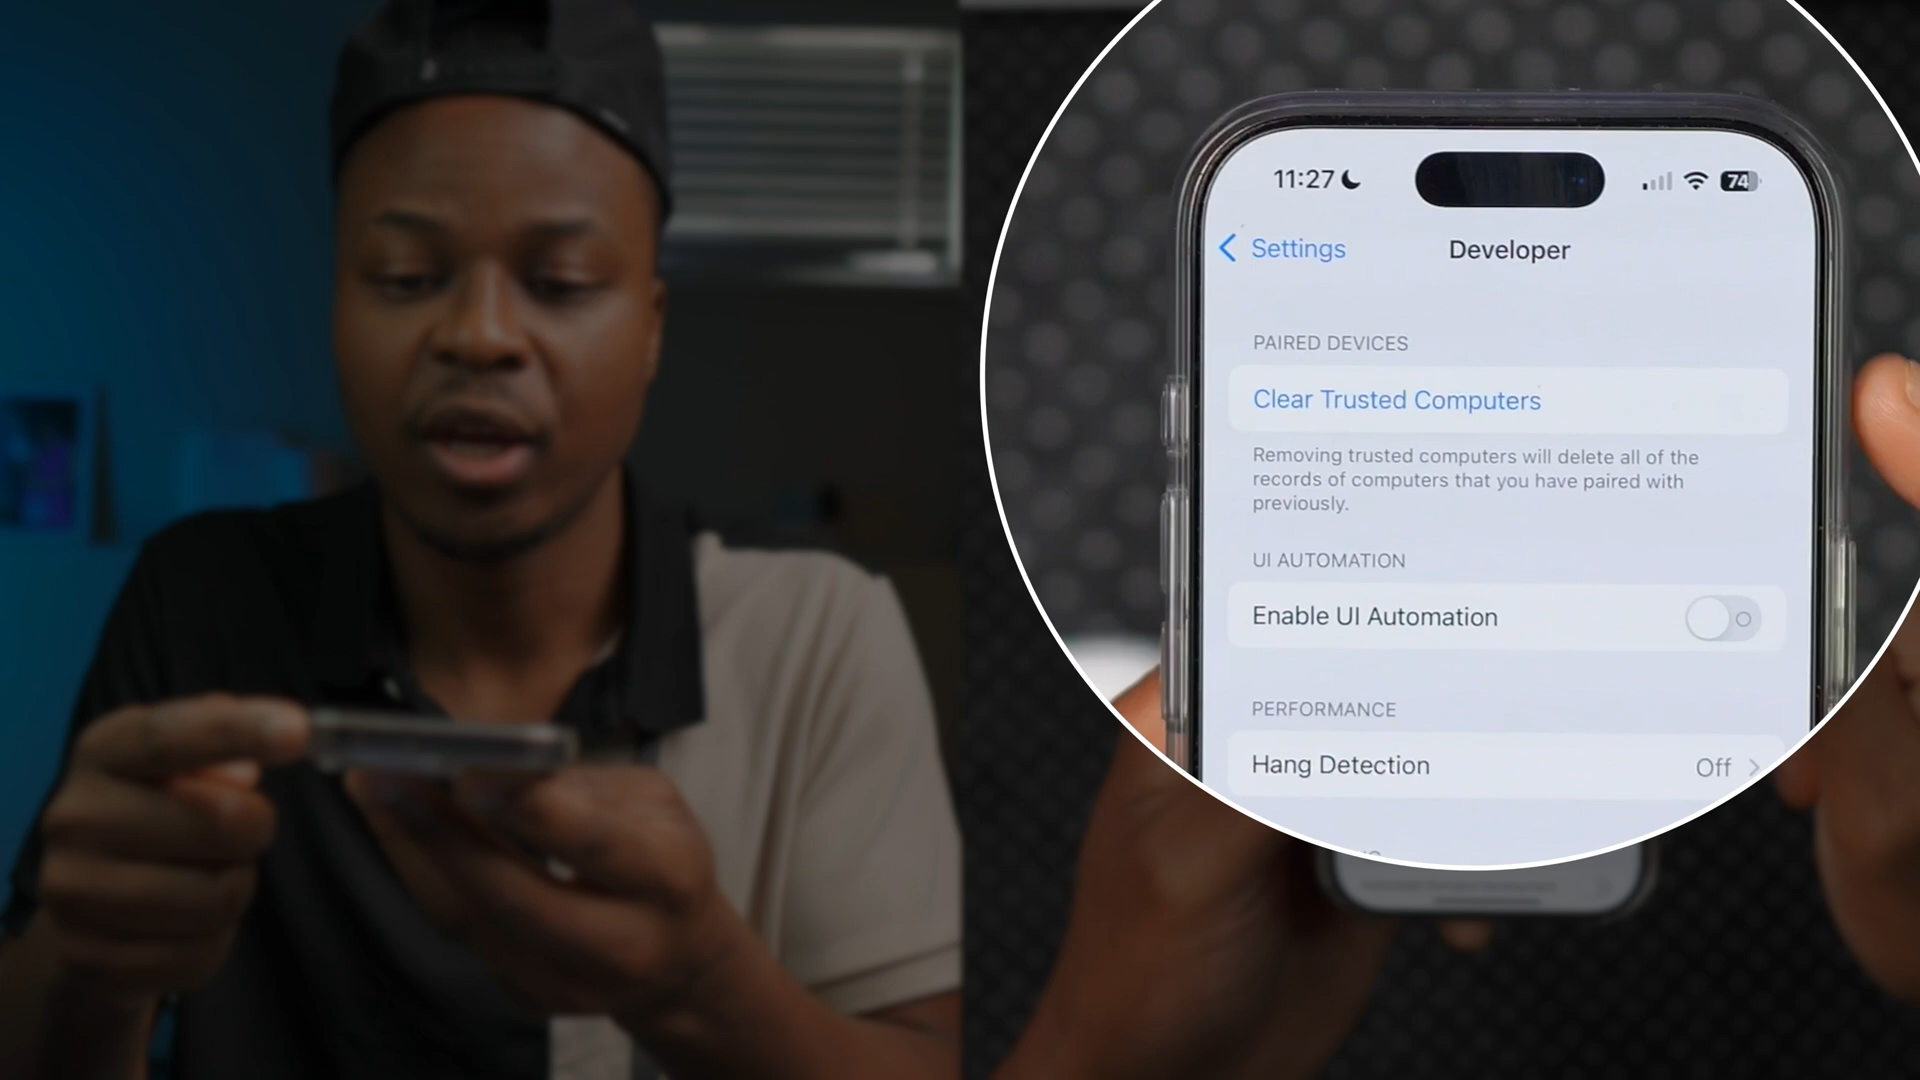 11:27
74
Settings
Developer
PAIRED DEVICES
Clear Trusted Computers
Removing trusted computers will delete all of the
records of computers that you have paired with
previously.
UI AUTOMATION
Enable UI Automation
PERFORMANCE
Hang Detection Off